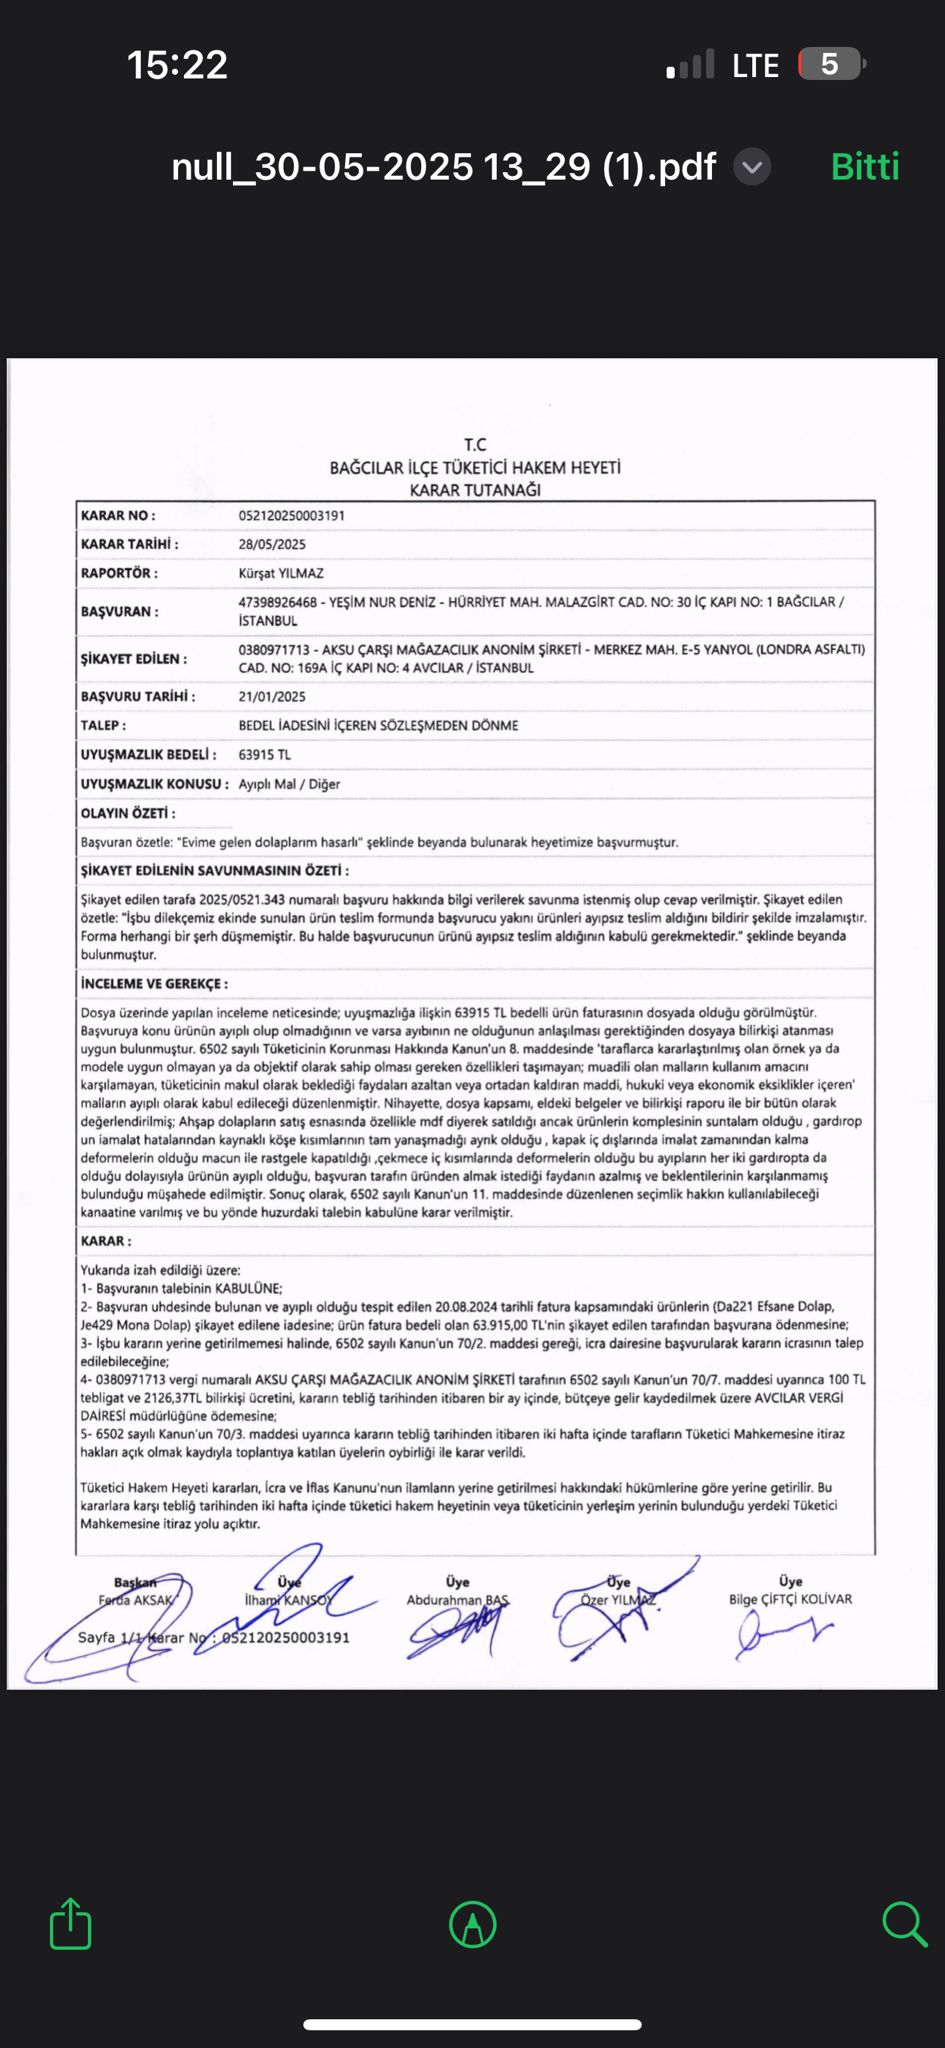 15:22
LTE
5
null_30-05-2025 13_29 (1).pdf
Bitti
T.C
BAĞCILAR İLÇE TÜKETİCİ HAKEM HEYETİ
KARAR TUTANAĞI
KARAR NO : 052120250003191
KARAR TARİHİ : 28/05/2025
RAPORTÖR : Kürşat YILMAZ
BAŞVURAN : 47398926468 - YEŞİM NUR DENİZ - HÜRRİYET MAH. MALAZGİRT CAD. NO: 30 İÇ KAPI NO: 1 BAĞCILAR /
İSTANBUL
ŞİKAYET EDİLEN : 0380971713 - AKSU ÇARŞI MAĞAZACILIK ANONİM ŞİRKETİ - MERKEZ MAH. E-5 YANYOL (LONDRA ASFALTI)
CAD. NO: 169A İÇ KAPI NO: 4 AVCILAR / İSTANBUL
BAŞVURU TARİHİ : 21/01/2025
TALEP : BEDEL İADESİNİ İÇEREN SÖZLEŞMEDEN DÖNME
UYUŞMAZLIK BEDELİ : 63915 TL
UYUŞMAZLIK KONUSU : Ayıplı Mal / Diğer
OLAYIN ÖZETİ :
Başvuran özetle: "Evime gelen dolaplarım hasarlı" şeklinde beyanda bulunarak heyetimize başvurmuştur.
ŞİKAYET EDİLENİN SAVUNMASININ ÖZETİ :
Şikayet edilen tarafa 2025/0521.343 numaralı başvuru hakkında bilgi verilerek savunma istenmiş olup cevap verilmiştir. Şikayet edilen
özetle: "İşbu dilekçemiz ekinde sunulan ürün teslim formunda başvurucu yakını ürünleri ayıpsız teslim aldığını bildirir şekilde imzalamıştır.
Forma herhangi bir şerh düşmemiştir. Bu halde başvurucunun ürünü ayıpsız teslim aldığının kabulü gerekmektedir." şeklinde beyanda
bulunmuştur.
İNCELEME VE GEREKÇE :
Dosya üzerinde yapılan inceleme neticesinde; uyuşmazlığa ilişkin 63915 TL bedelli ürün faturasının dosyada olduğu görülmüştür.
Başvuruya konu ürünün ayıplı olup olmadığının ve varsa ayıbının ne olduğunun anlaşılması gerektiğinden dosyaya bilirkişi atanması
uygun bulunmuştur. 6502 sayılı Tüketicinin Korunması Hakkında Kanun'un 8. maddesinde 'taraflarca kararlaştırılmış olan örnek ya da
modele uygun olmayan ya da objektif olarak sahip olması gereken özellikleri taşımayan; muadili olan malların kullanım amacını
karşılamayan, tüketicinin makul olarak beklediği faydaları azaltan veya ortadan kaldıran maddi, hukuki veya ekonomik eksiklikler içeren'
malların ayıplı olarak kabul edileceği düzenlenmiştir. Nihayette, dosya kapsamı, eldeki belgeler ve bilirkişi raporu ile bir bütün olarak
değerlendirilmiş; Ahşap dolapların satış esnasında özellikle mdf diyerek satıldığı ancak ürünlerin komplesinin suntalam olduğu , gardırop
un iamalat hatalarından kaynaklı köşe kısımlarının tam yanaşmadığı ayrık olduğu , kapak iç dışlarında imalat zamanından kalma
deformelerin olduğu macun ile rastgele kapatıldığı ,çekmece iç kısımlarında deformelerin olduğu bu ayıpların her iki gardıropta da
olduğu dolayısıyla ürünün ayıplı olduğu, başvuran tarafın üründen almak istediği faydanın azalmış ve beklentilerinin karşılanmamış
bulunduğu müşahede edilmiştir. Sonuç olarak, 6502 sayılı Kanun'un 11. maddesinde düzenlenen seçimlik hakkın kullanılabileceği
kanaatine varılmış ve bu yönde huzurdaki talebin kabulüne karar verilmiştir.
KARAR :
Yukarıda izah edildiği üzere:
1- Başvuranın talebinin KABULÜNE;
2- Başvuran uhdesinde bulunan ve ayıplı olduğu tespit edilen 20.08.2024 tarihli fatura kapsamındaki ürünlerin (Da221 Efsane Dolap,
Je429 Mona Dolap) şikayet edilene iadesine; ürün fatura bedeli olan 63.915,00 TL'nin şikayet edilen tarafından başvurana ödenmesine;
3- İşbu kararın yerine getirilmemesi halinde, 6502 sayılı Kanun'un 70/2. maddesi gereği, icra dairesine başvurularak kararın icrasının talep
edilebileceğine;
4- 0380971713 vergi numaralı AKSU ÇARŞI MAĞAZACILIK ANONİM ŞİRKETİ tarafının 6502 sayılı Kanun'un 70/7. maddesi uyarınca 100 TL
tebligat ve 2126,37TL bilirkişi ücretini, kararın tebliğ tarihinden itibaren bir ay içinde, bütçeye gelir kaydedilmek üzere AVCILAR VERGİ
DAİRESİ müdürlüğüne ödemesine;
5- 6502 sayılı Kanun'un 70/3. maddesi uyarınca kararın tebliğ tarihinden itibaren iki hafta içinde tarafların Tüketici Mahkemesine itiraz
hakları açık olmak kaydıyla toplantıya katılan üyelerin oybirliği ile karar verildi.
Tüketici Hakem Heyeti kararları, İcra ve İflas Kanunu'nun ilamların yerine getirilmesi hakkındaki hükümlerine göre yerine getirilir. Bu
kararlara karşı tebliğ tarihinden iki hafta içinde tüketici hakem heyetinin veya tüketicinin yerleşim yerinin bulunduğu yerdeki Tüketici
Mahkemesine itiraz yolu açıktır.
Başkan Üye Üye Üye Üye
Ferda AKSAK İlhami KANSOY Abdurahman BAŞ Özer YILMAZ Bilge ÇİFTÇİ KOLİVAR
Sayfa 1/1 Karar No : 052120250003191